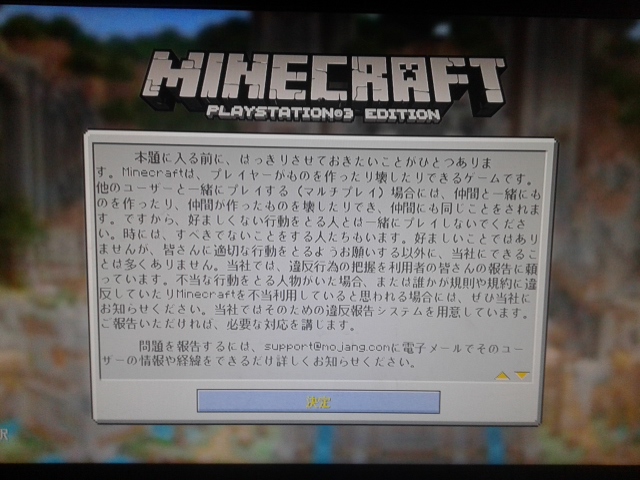 MINECRAFT
PLAYSTATION®3 EDITION
本題に入る前に、はっきりさせておきたいことがひとつありま
す。Minecraftは、プレイヤーがものを作ったり壊したりできるゲームです。
他のユーザーと一緒にプレイする（マルチプレイ）場合には、仲間と一緒にも
のを作ったり、仲間が作ったものを壊したりでき、仲間にも同じことをされま
す。ですから、好ましくない行動をとる人とは一緒にプレイしないでくださ
い。時には、すべきでないことをする人たちもいます。好ましいことではあり
ませんが、皆さんに適切な行動をとるようお願いする以外に、当社にできるこ
とは多くありません。当社では、違反行為の把握を利用者の皆さんの報告に頼
っています。不当な行動をとる人物がいた場合、または誰かが規則や規約に違
反していたりMinecraftを不当利用していると思われる場合には、ぜひ当社に
お知らせください。当社ではそのための違反報告システムを用意しています。
ご報告いただければ、必要な対応を講じます。
問題を報告するには、support@mojang.comに電子メールでそのユー
ザーの情報や経緯をできるだけ詳しくお知らせください。
決定
R